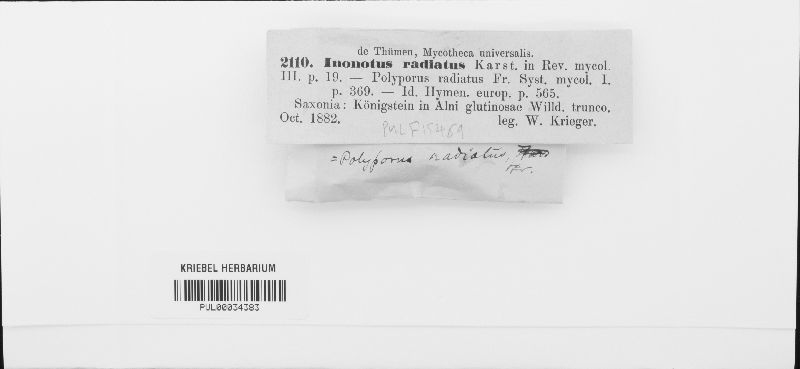 de Thümen, Mycotheca universalis.
2110. Inonotus radiatus Karst. in Rev. mycol.
III. p. 19. — Polyporus radiatus Fr. Syst. mycol. I.
p. 369. — Id. Hymen. europ. p. 565.
Saxonia: Königstein in Alni glutinosae Willd. trunco.
Oct. 1882. leg. W. Krieger.
PUL F15469
= Polyporus radiatus,
Fr.
KRIEBEL HERBARIUM
PUL00034383